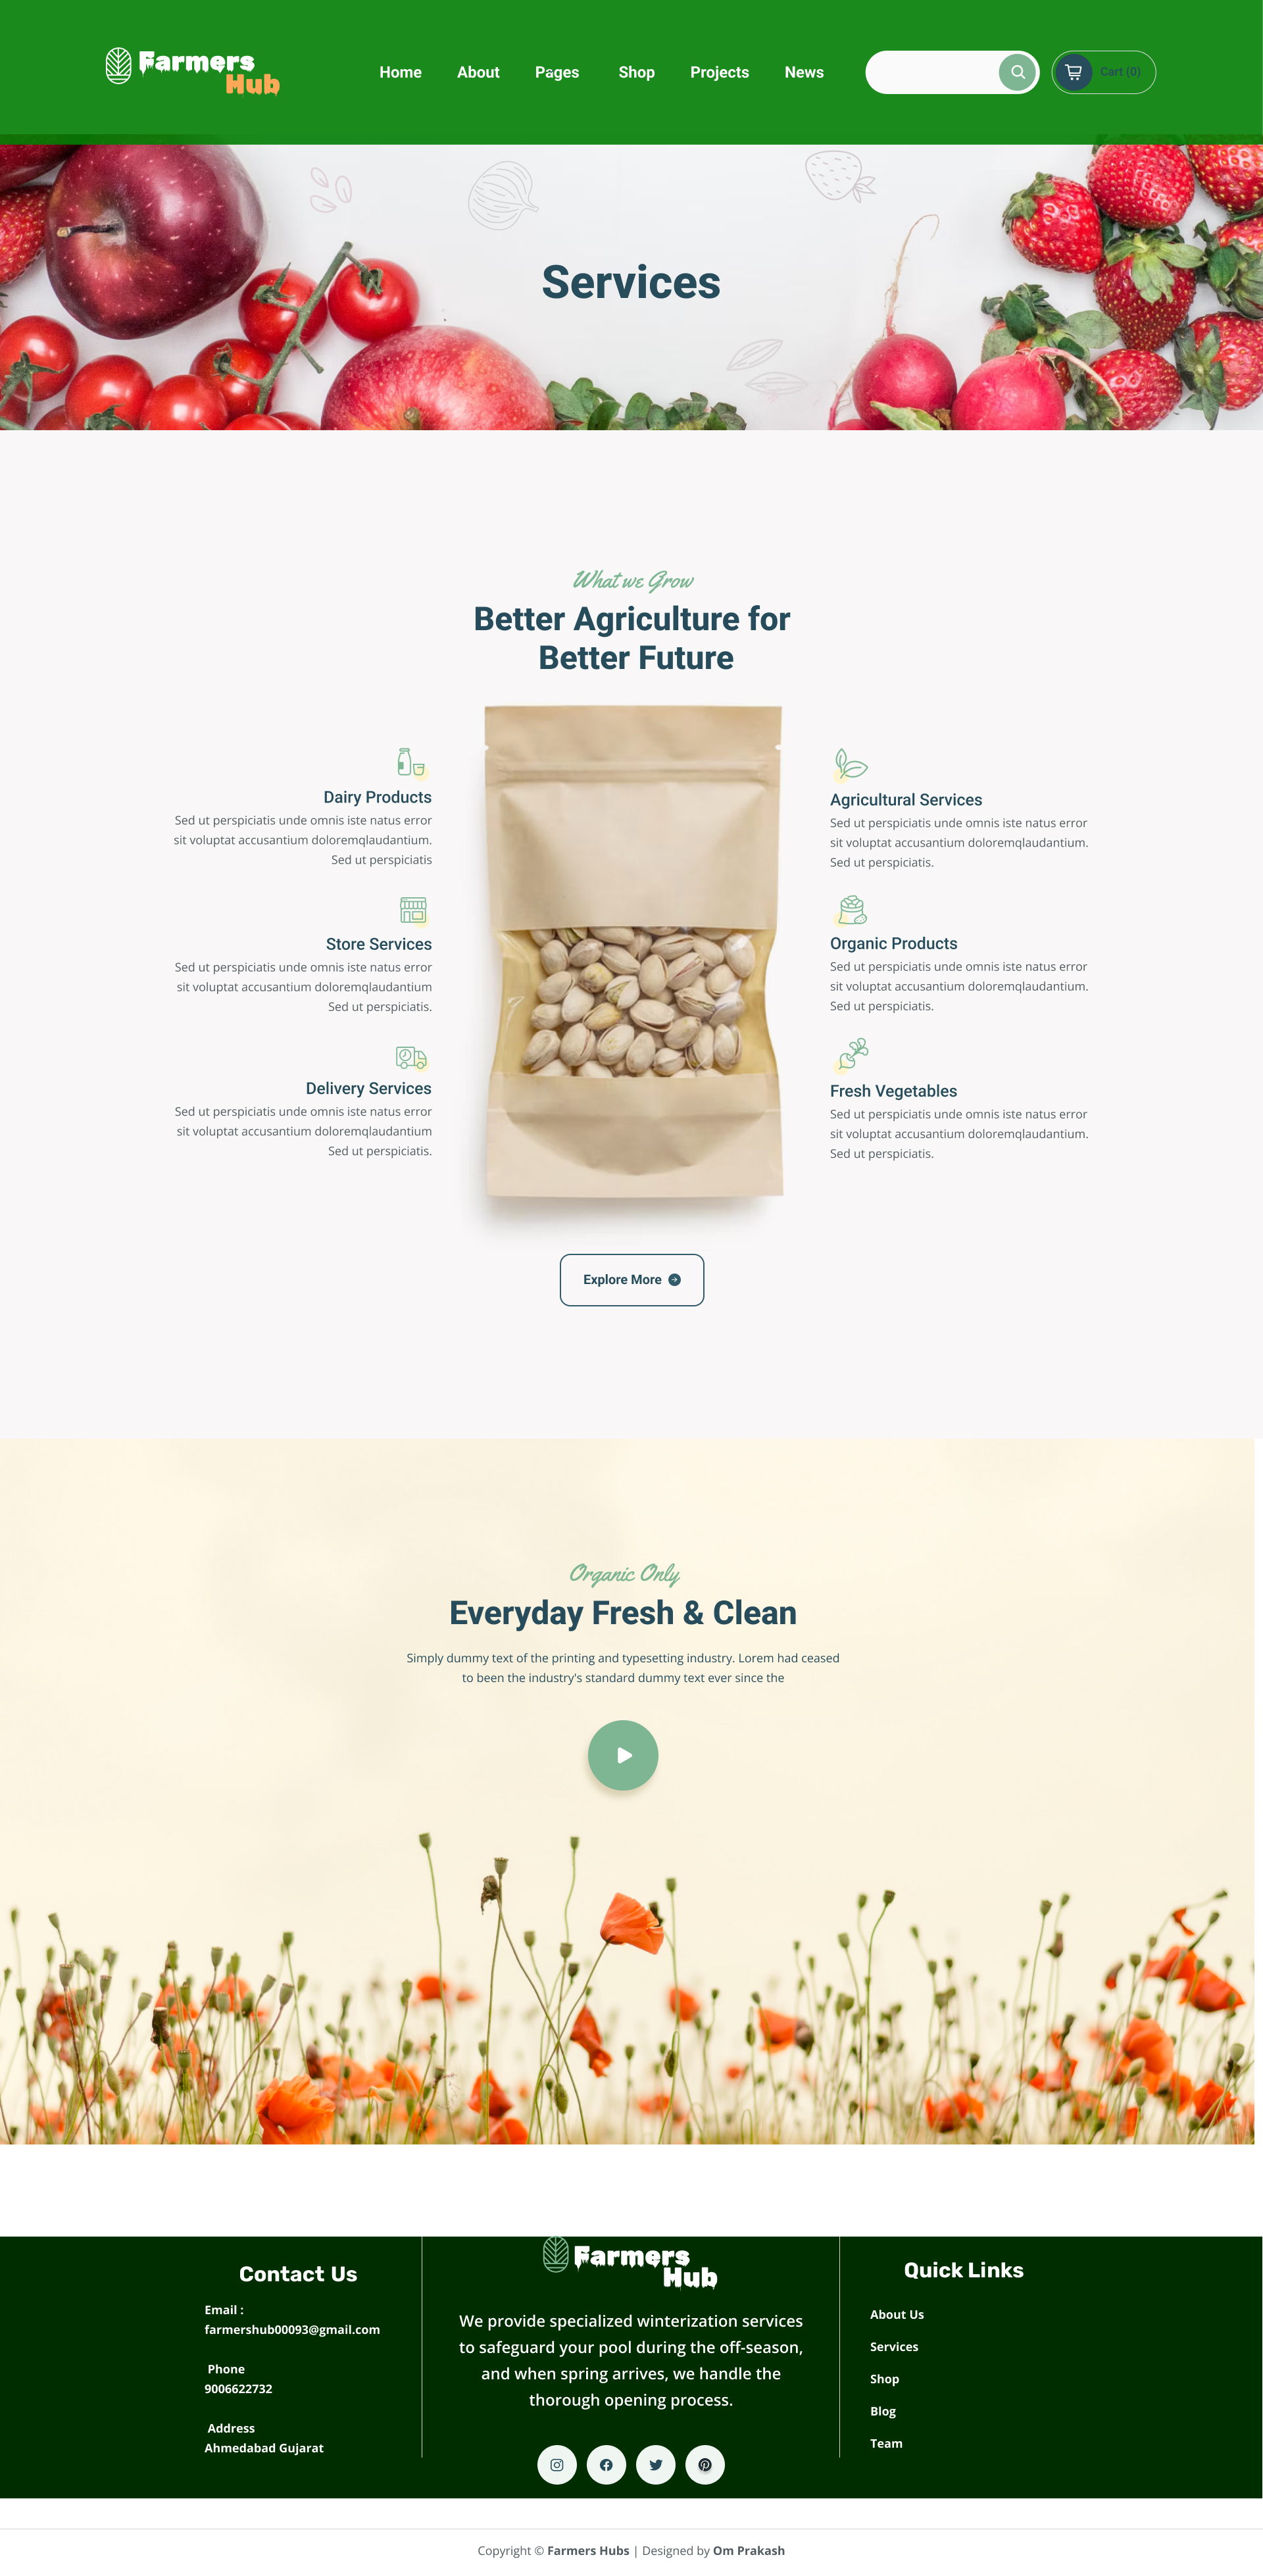 Farmers
Hub
Home About Pages Shop Projects News
Cart (0)
Services
What we Grow
Better Agriculture for
Better Future
Dairy Products
Sed ut perspiciatis unde omnis iste natus error
sit voluptat accusantium doloremqlaudantium.
Sed ut perspiciatis
Store Services
Sed ut perspiciatis unde omnis iste natus error
sit voluptat accusantium doloremqlaudantium
Sed ut perspiciatis.
Delivery Services
Sed ut perspiciatis unde omnis iste natus error
sit voluptat accusantium doloremqlaudantium
Sed ut perspiciatis.
Agricultural Services
Sed ut perspiciatis unde omnis iste natus error
sit voluptat accusantium doloremqlaudantium.
Sed ut perspiciatis.
Organic Products
Sed ut perspiciatis unde omnis iste natus error
sit voluptat accusantium doloremqlaudantium.
Sed ut perspiciatis.
Fresh Vegetables
Sed ut perspiciatis unde omnis iste natus error
sit voluptat accusantium doloremqlaudantium.
Sed ut perspiciatis.
Explore More
Organic Only
Everyday Fresh & Clean
Simply dummy text of the printing and typesetting industry. Lorem had ceased
to been the industry's standard dummy text ever since the
Contact Us
Email :
farmershub00093@gmail.com
Phone
9006622732
Address
Ahmedabad Gujarat
Farmers
Hub
We provide specialized winterization services
to safeguard your pool during the off-season,
and when spring arrives, we handle the
thorough opening process.
Quick Links
About Us
Services
Shop
Blog
Team
Copyright © Farmers Hubs | Designed by Om Prakash